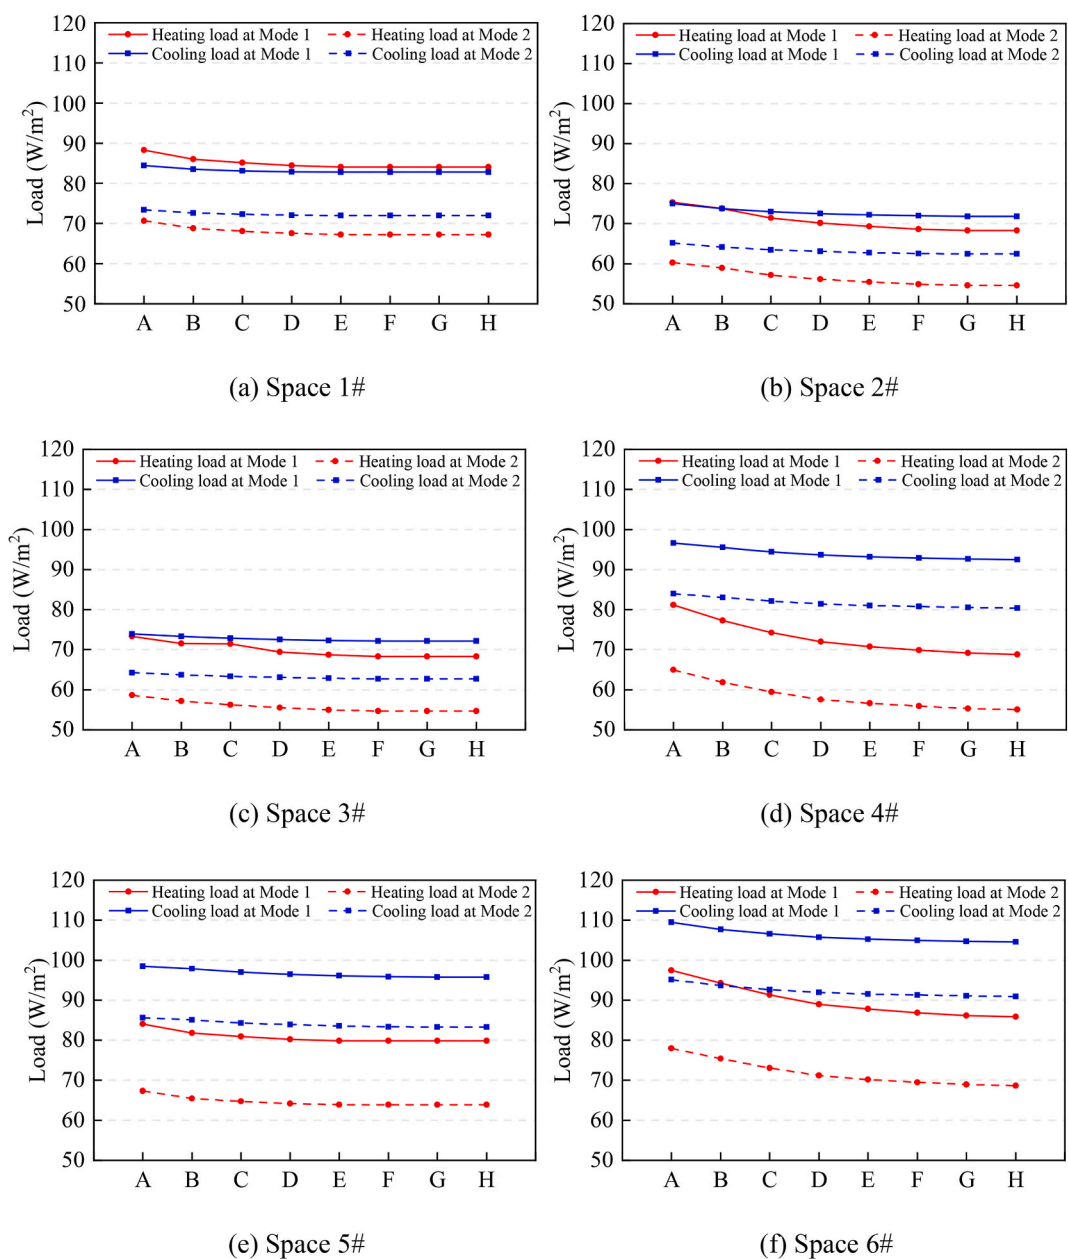 120
110
100
90
80
70
60
50
Load (W/m²)
Heating load at Mode 1
Heating load at Mode 2
Cooling load at Mode 1
Cooling load at Mode 2
A B C D E F G H
(a) Space 1#
120
110
100
90
80
70
60
50
Load (W/m²)
Heating load at Mode 1
Heating load at Mode 2
Cooling load at Mode 1
Cooling load at Mode 2
A B C D E F G H
(b) Space 2#
120
110
100
90
80
70
60
50
Load (W/m²)
Heating load at Mode 1
Heating load at Mode 2
Cooling load at Mode 1
Cooling load at Mode 2
A B C D E F G H
(c) Space 3#
120
110
100
90
80
70
60
50
Load (W/m²)
Heating load at Mode 1
Heating load at Mode 2
Cooling load at Mode 1
Cooling load at Mode 2
A B C D E F G H
(d) Space 4#
120
110
100
90
80
70
60
50
Load (W/m²)
Heating load at Mode 1
Heating load at Mode 2
Cooling load at Mode 1
Cooling load at Mode 2
A B C D E F G H
(e) Space 5#
120
110
100
90
80
70
60
50
Load (W/m²)
Heating load at Mode 1
Heating load at Mode 2
Cooling load at Mode 1
Cooling load at Mode 2
A B C D E F G H
(f) Space 6#